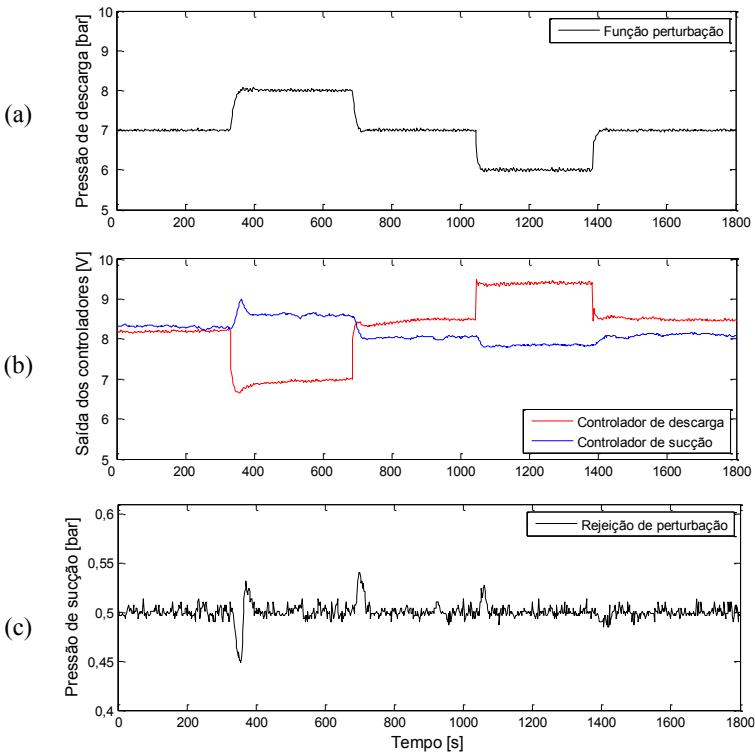 (a)
Pressão de descarga [bar]
10
9
8
7
6
5
Função perturbação
0 200 400 600 800 1000 1200 1400 1600 1800
(b)
Saída dos controladores [V]
10
9
8
7
6
5
Controlador de descarga
Controlador de sucção
0 200 400 600 800 1000 1200 1400 1600 1800
(c)
Pressão de sucção [bar]
0,6
0,55
0,5
0,45
0,4
Rejeição de perturbação
0 200 400 600 800 1000 1200 1400 1600 1800
Tempo [s]